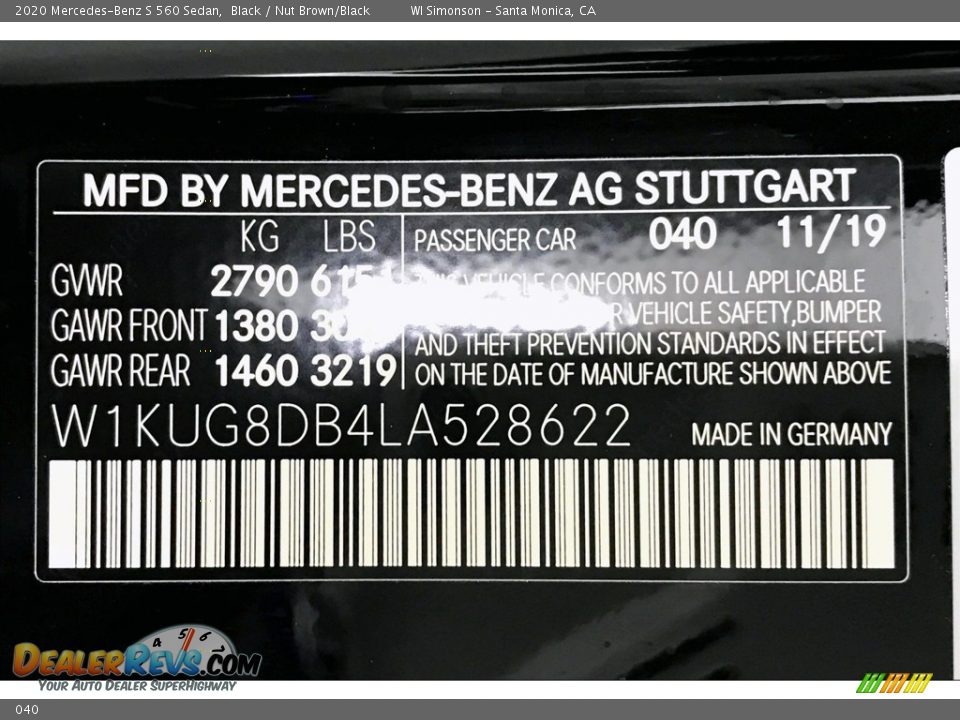 2020 Mercedes-Benz S 560 Sedan, Black / Nut Brown/Black WI Simonson - Santa Monica, CA
MFD BY MERCEDES-BENZ AG STUTTGART
KG LBS PASSENGER CAR 040 11/19
GVWR 2790
GAWR FRONT 1380
GAWR REAR 1460 3219
VEHICLE CONFORMS TO ALL APPLICABLE
VEHICLE SAFETY,BUMPER
AND THEFT PREVENTION STANDARDS IN EFFECT
ON THE DATE OF MANUFACTURE SHOWN ABOVE
W1KUG8DB4LA528622 MADE IN GERMANY
4 5 6
DEALERREVS.COM
YOUR AUTO DEALER SUPERHIGHWAY
040